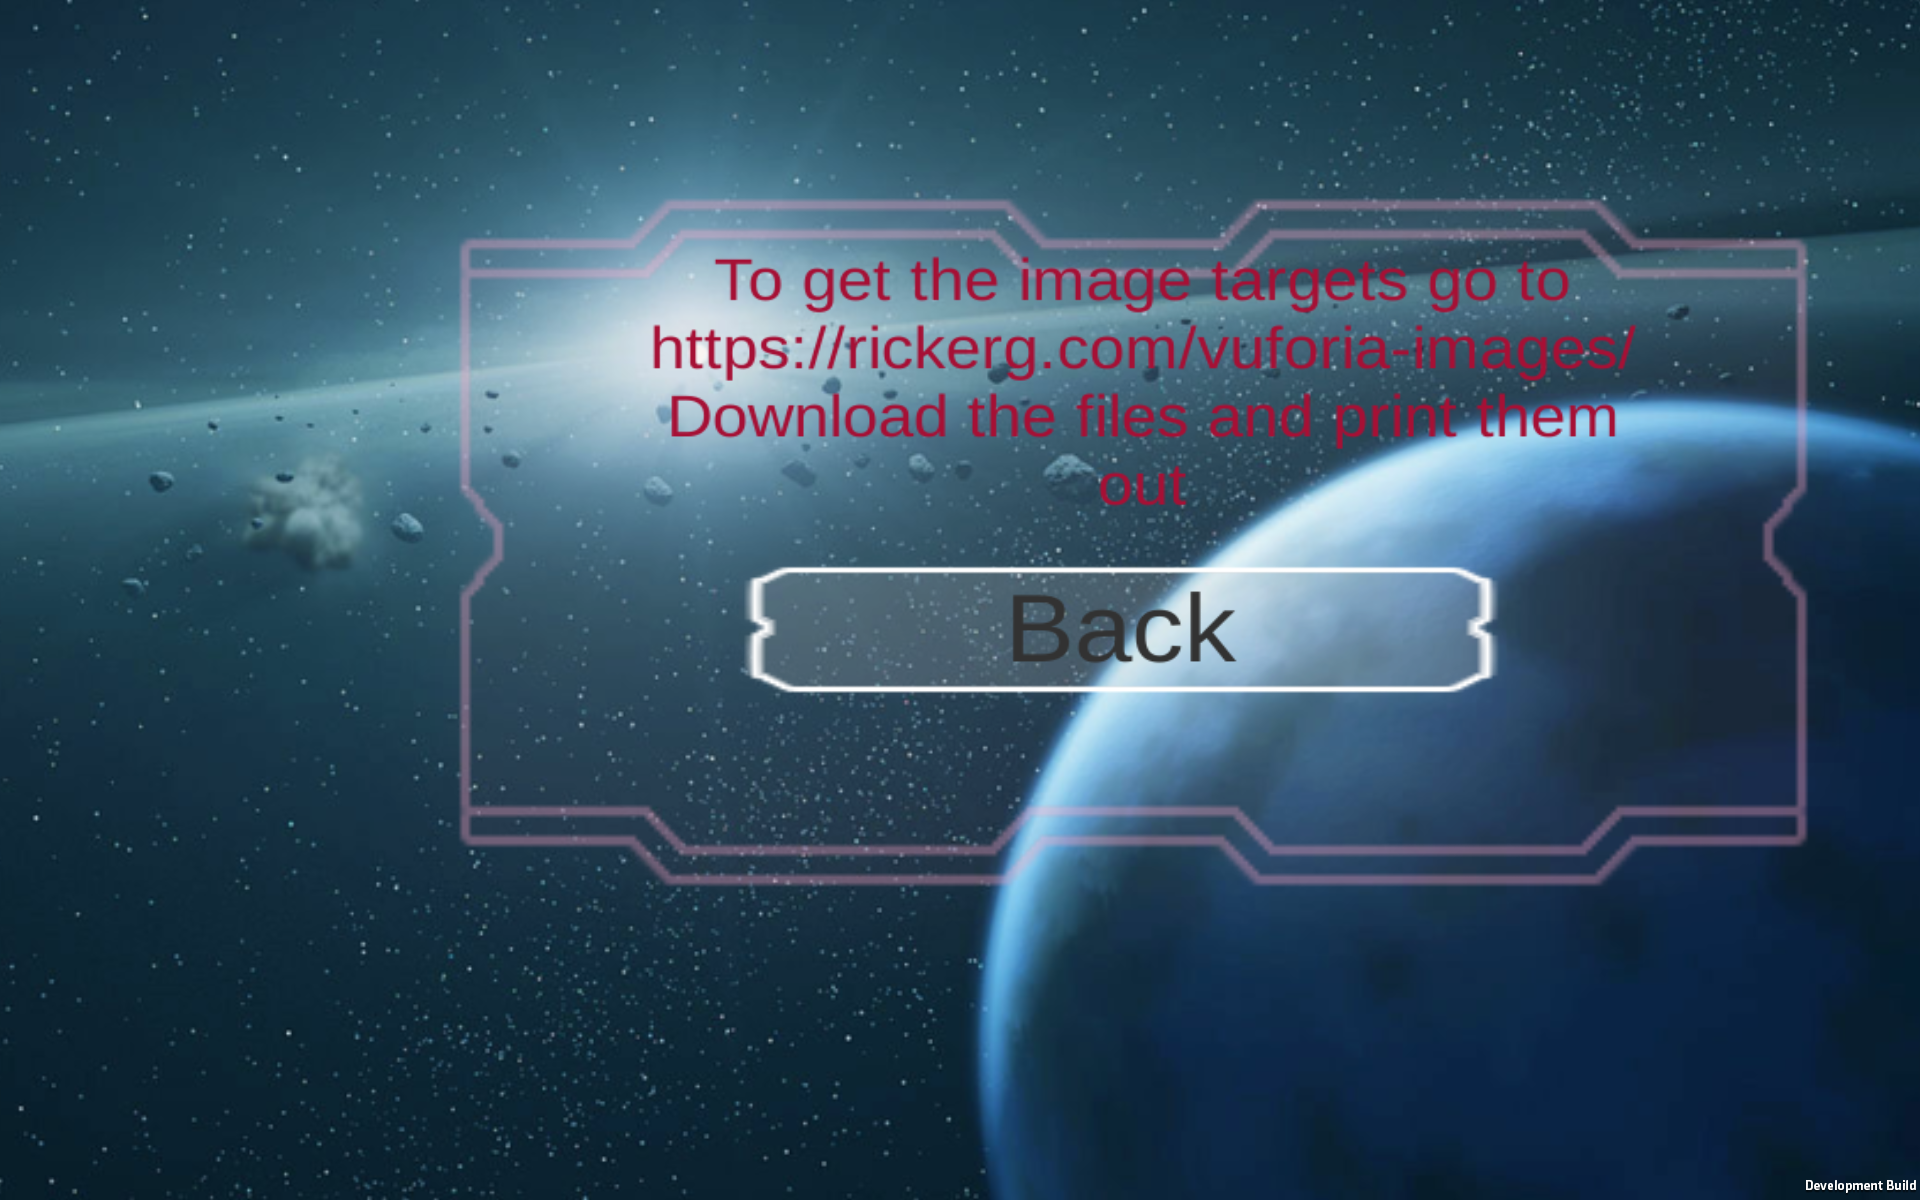 To get the image targets go to
https://rickerg.com/vuforia-images/
Download the files and print them
out
Back
Development Build